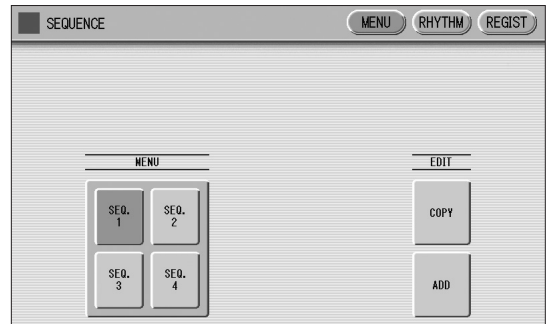 SEQUENCE MENU RHYTHM REGIST
MENU EDIT
SEQ. 1 SEQ. 2 COPY
SEQ. 3 SEQ. 4 ADD